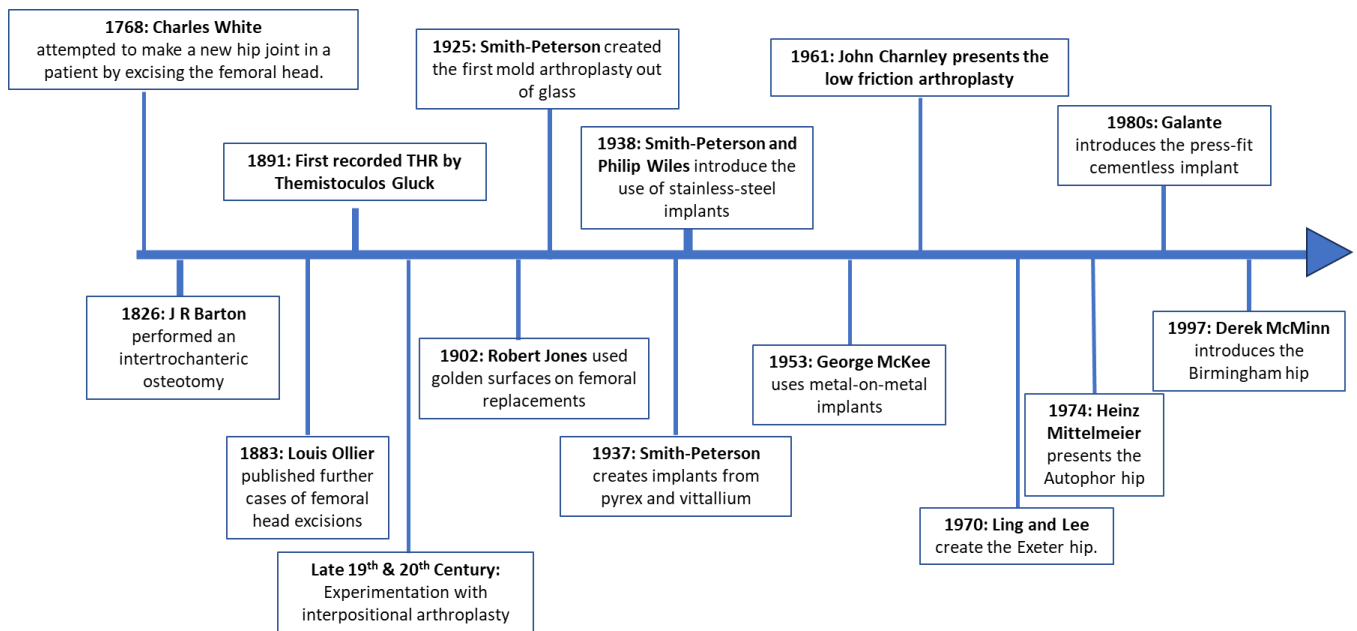 1768: Charles White
attempted to make a new hip joint in a
patient by excising the femoral head.
1826: J R Barton
performed an
intertrochanteric
osteotomy
1883: Louis Ollier
published further
cases of femoral
head excisions
1891: First recorded THR by
Themistoculos Gluck
Late 19th & 20th Century:
Experimentation with
interpositional arthroplasty
1902: Robert Jones used
golden surfaces on femoral
replacements
1925: Smith-Peterson created
the first mold arthroplasty out
of glass
1937: Smith-Peterson
creates implants from
pyrex and vittallium
1938: Smith-Peterson and
Philip Wiles introduce the
use of stainless-steel
implants
1953: George McKee
uses metal-on-metal
implants
1961: John Charnley presents the
low friction arthroplasty
1970: Ling and Lee
create the Exeter hip.
1974: Heinz
Mittelmeier
presents the
Autophor hip
1980s: Galante
introduces the press-fit
cementless implant
1997: Derek McMinn
introduces the
Birmingham hip